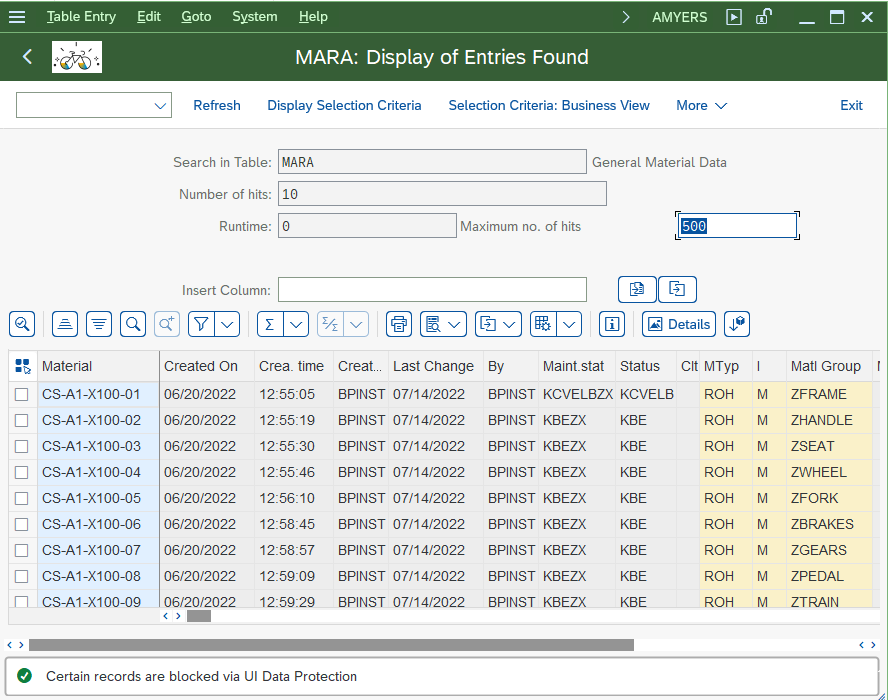 Table Entry Edit Goto System Help AMYERS
MARA: Display of Entries Found
Refresh Display Selection Criteria Selection Criteria: Business View More Exit
Search in Table: MARA General Material Data
Number of hits: 10
Runtime: 0 Maximum no. of hits 500
Insert Column:
Details
Material Created On Crea. time Creat... Last Change By Maint.stat Status Clt MTyp I Matl Group
CS-A1-X100-01 06/20/2022 12:55:05 BPINST 07/14/2022 BPINST KCVELBZX KCVELB ROH M ZFRAME
CS-A1-X100-02 06/20/2022 12:55:19 BPINST 07/14/2022 BPINST KBEZX KBE ROH M ZHANDLE
CS-A1-X100-03 06/20/2022 12:55:30 BPINST 07/14/2022 BPINST KBEZX KBE ROH M ZSEAT
CS-A1-X100-04 06/20/2022 12:55:46 BPINST 07/14/2022 BPINST KBEZX KBE ROH M ZWHEEL
CS-A1-X100-05 06/20/2022 12:56:10 BPINST 07/14/2022 BPINST KBEZX KBE ROH M ZFORK
CS-A1-X100-06 06/20/2022 12:58:45 BPINST 07/14/2022 BPINST KBEZX KBE ROH M ZBRAKES
CS-A1-X100-07 06/20/2022 12:58:57 BPINST 07/14/2022 BPINST KBEZX KBE ROH M ZGEARS
CS-A1-X100-08 06/20/2022 12:59:09 BPINST 07/14/2022 BPINST KBEZX KBE ROH M ZPEDAL
CS-A1-X100-09 06/20/2022 12:59:29 BPINST 07/14/2022 BPINST KBEZX KBE ROH M ZTRAIN
Certain records are blocked via UI Data Protection